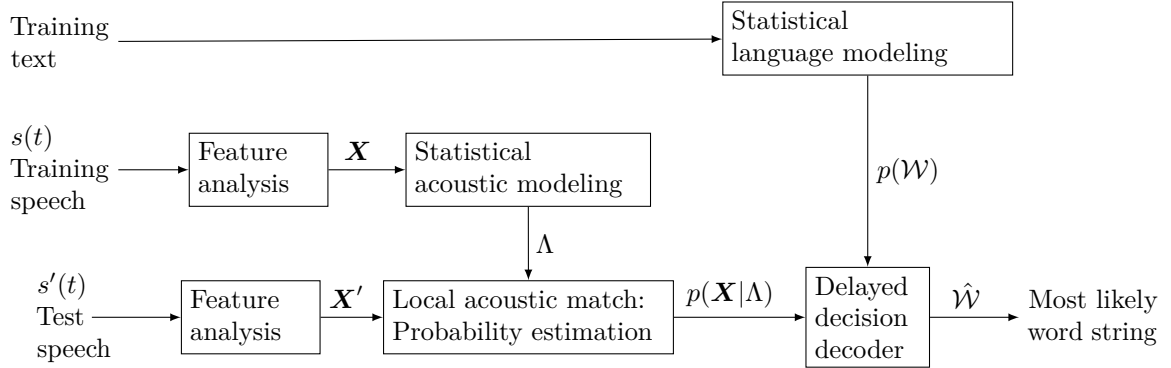 Training
text
Statistical
language modeling
s(t)
Training
speech
Feature
analysis
X
Statistical
acoustic modeling
p(𝒲)
Λ
s′(t)
Test
speech
Feature
analysis
X′
Local acoustic match:
Probability estimation
p(X|Λ)
Delayed
decision
decoder
𝒲̂
Most likely
word string